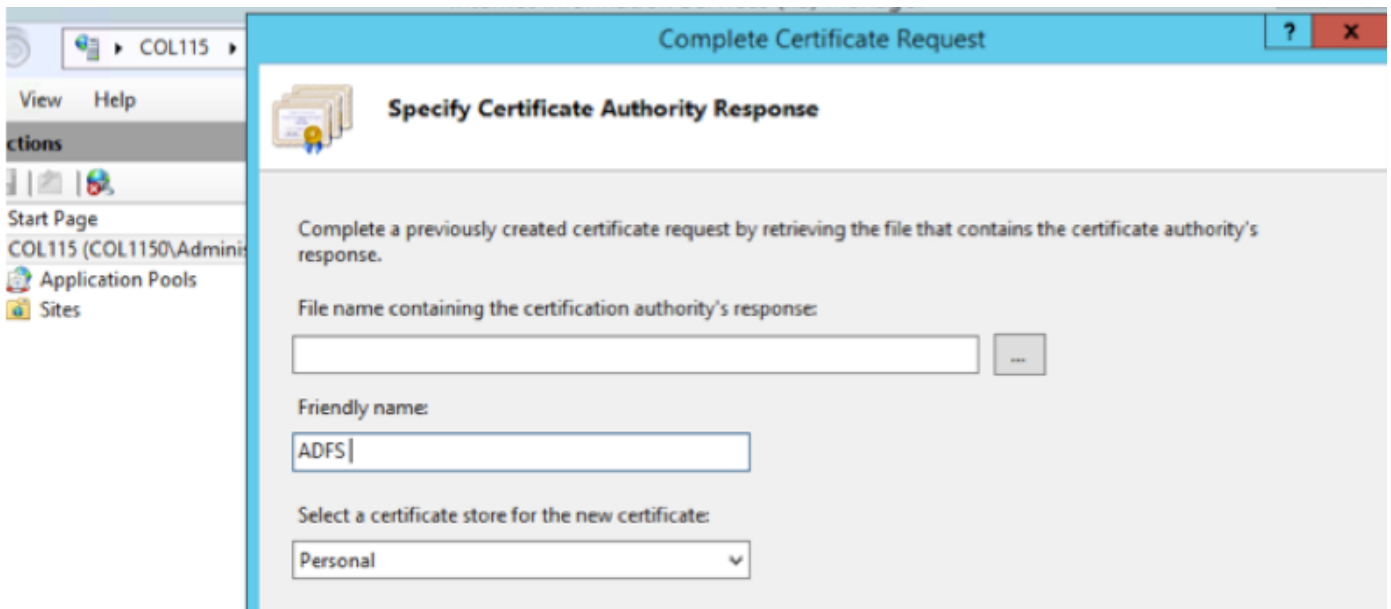 Complete Certificate Request
?
x
COL115
View Help
Specify Certificate Authority Response
ctions
Start Page
COL115 (COL1150\Adminis
Application Pools
Sites
Complete a previously created certificate request by retrieving the file that contains the certificate authority's
response.
File name containing the certification authority's response:
...
Friendly name:
ADFS
Select a certificate store for the new certificate:
Personal